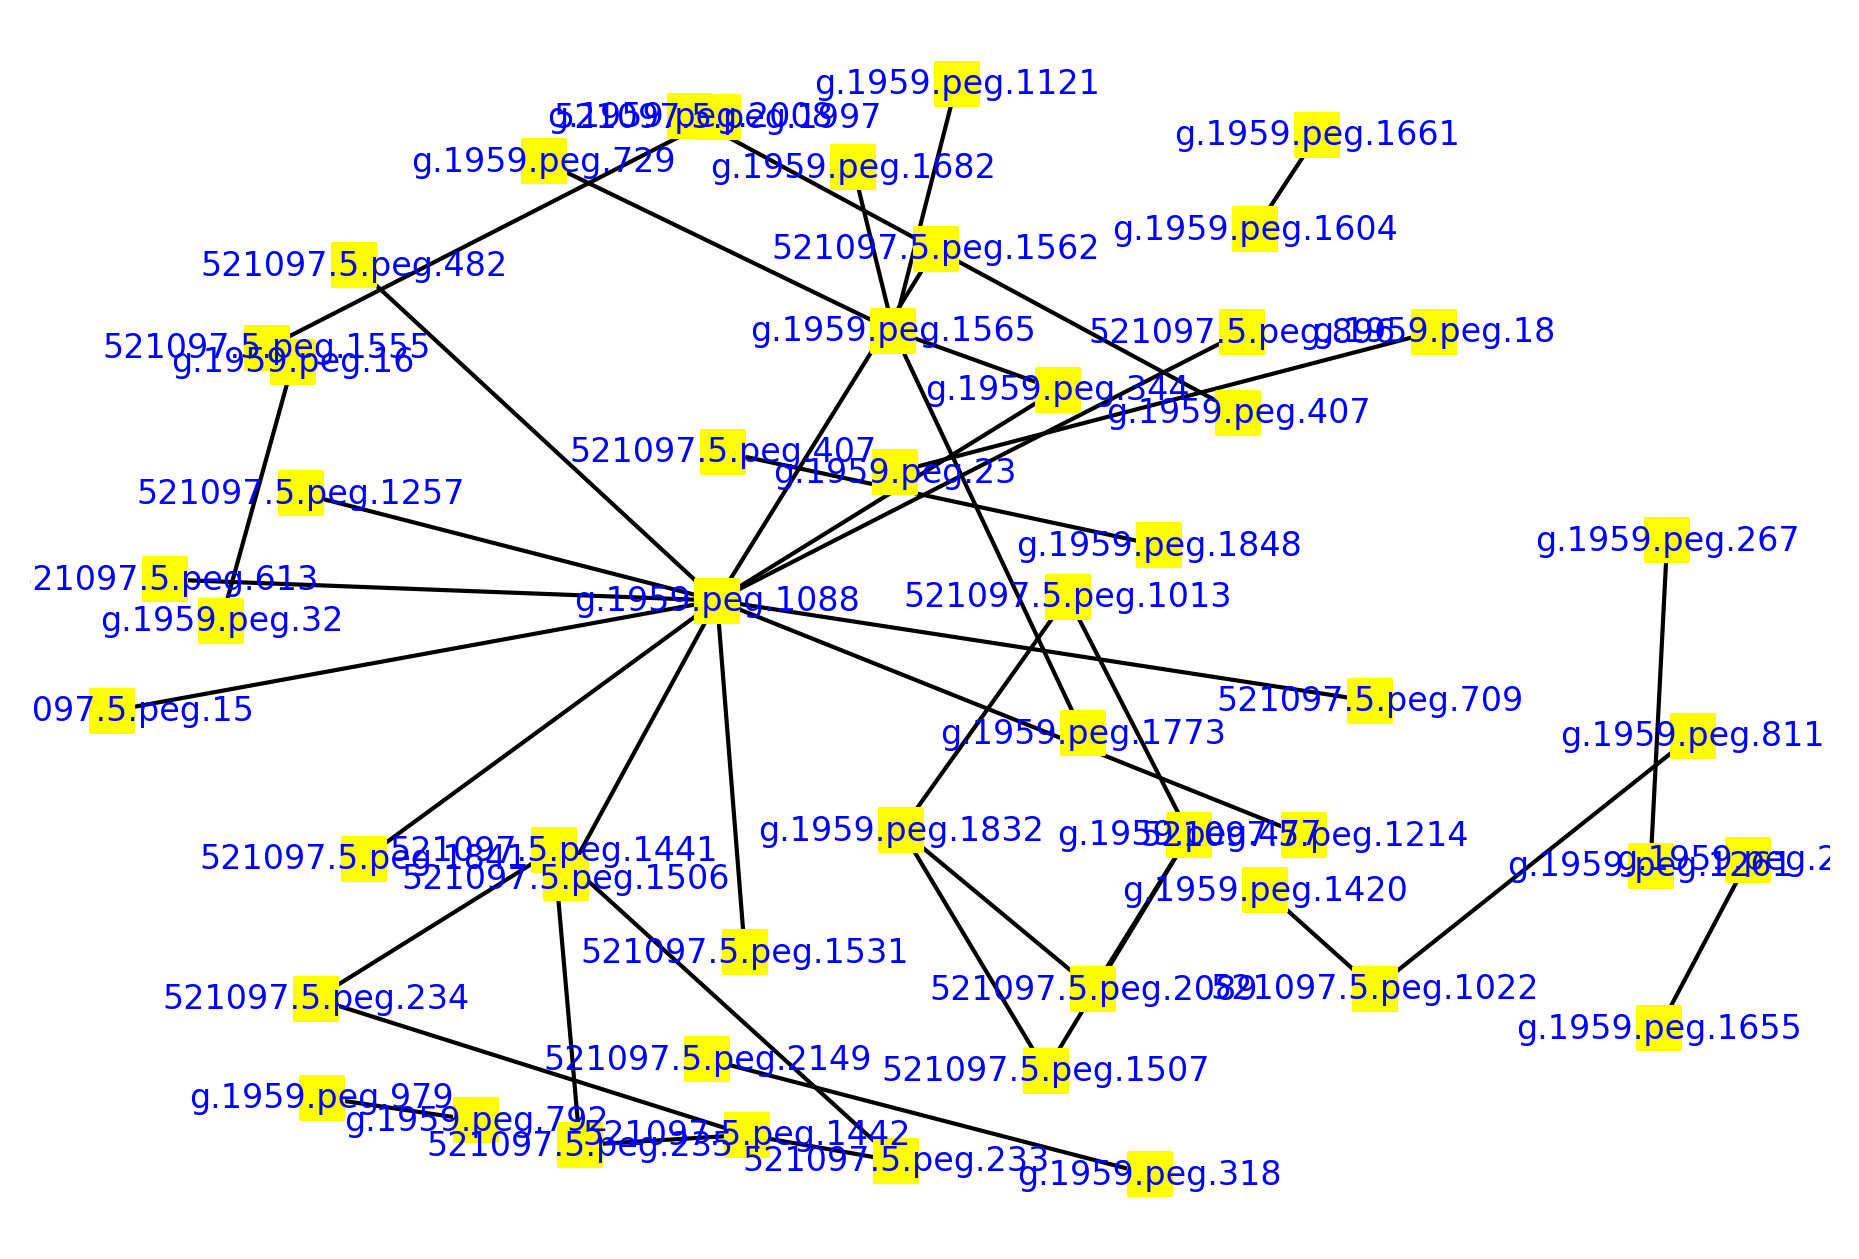 g.1959.peg.1121
g.1959.peg.2008
521097.5.peg.1997
g.1959.peg.1661
g.1959.peg.729
g.1959.peg.1682
g.1959.peg.1604
521097.5.peg.1562
521097.5.peg.482
g.1959.peg.1565
521097.5.peg.896
g.1959.peg.18
521097.5.peg.1555
g.1959.peg.16
g.1959.peg.344
g.1959.peg.407
521097.5.peg.407
g.1959.peg.23
521097.5.peg.1257
g.1959.peg.1848
g.1959.peg.267
21097.5.peg.613
g.1959.peg.1088
521097.5.peg.1013
g.1959.peg.32
521097.5.peg.709
097.5.peg.15
g.1959.peg.1773
g.1959.peg.811
g.1959.peg.1832
g.1959.peg.477
521097.5.peg.1214
521097.5.peg.1841
521097.5.peg.1441
g.1959.peg.1261
g.1959.peg.2
521097.5.peg.1506
g.1959.peg.1420
521097.5.peg.1531
521097.5.peg.2089
521097.5.peg.1022
521097.5.peg.234
g.1959.peg.1655
521097.5.peg.2149
521097.5.peg.1507
g.1959.peg.979
g.1959.peg.792
521097.5.peg.235
521097.5.peg.1442
521097.5.peg.233
g.1959.peg.318